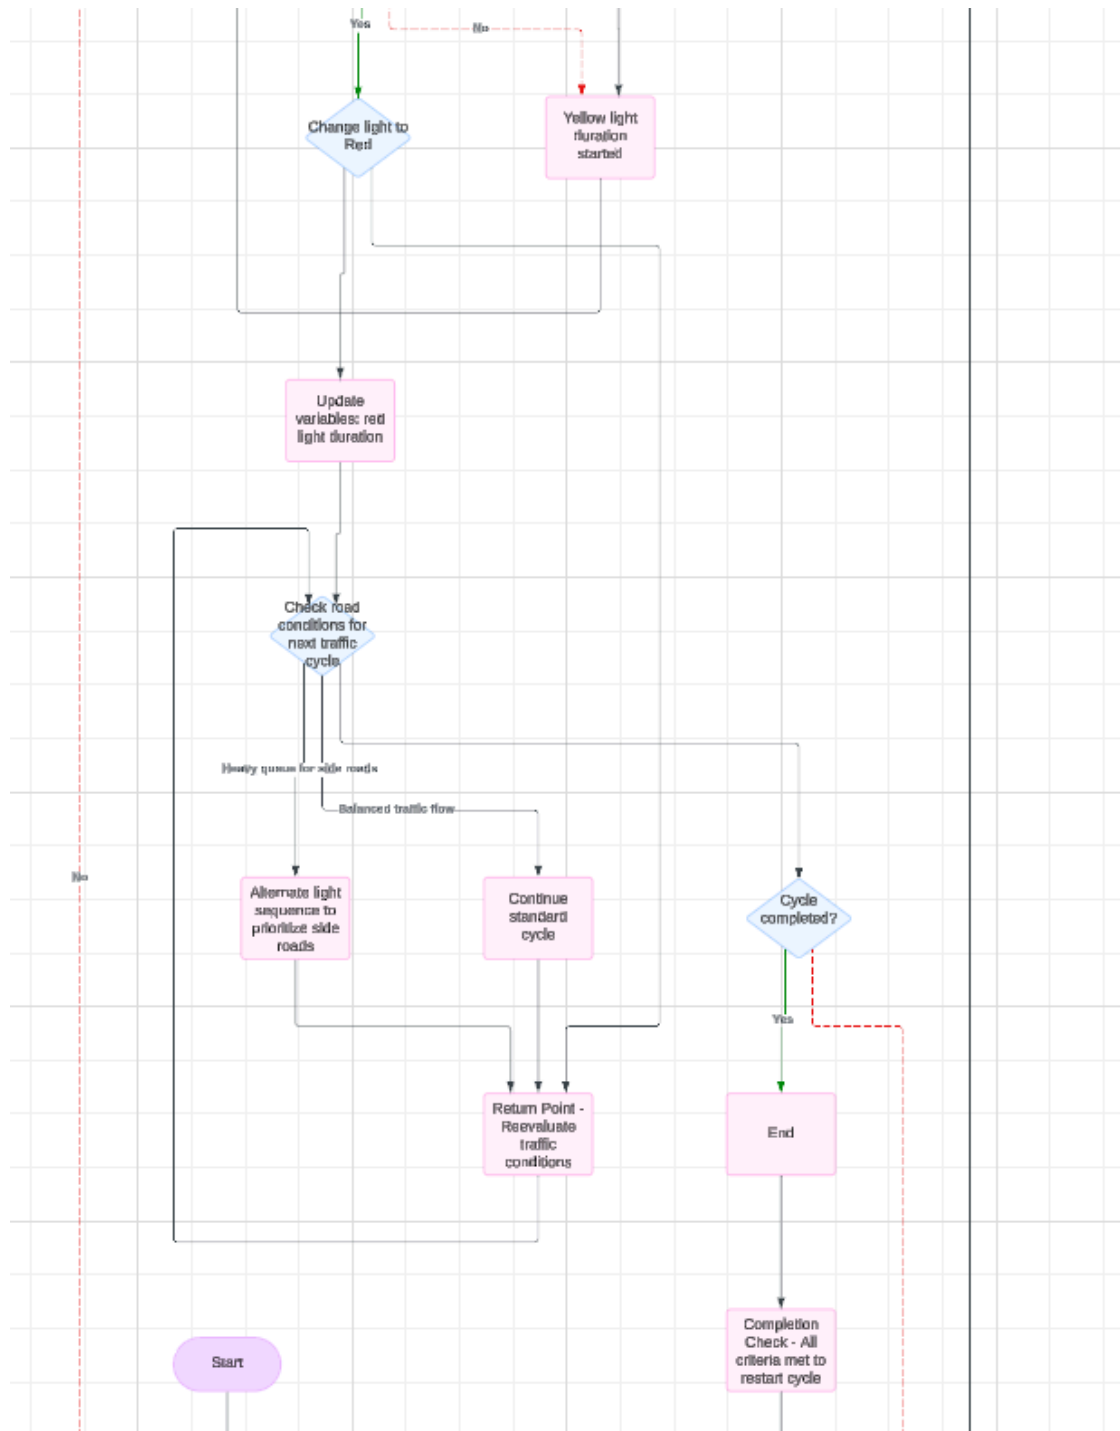 Yes
No
Change light to
Red
Yellow light
duration
started
Update
variables: red
light duration
Check road
conditions for
next traffic
cycle
Heavy queue for side roads
Balanced traffic flow
No
Alternate light
sequence to
prioritize side
roads
Continue
standard
cycle
Cycle
completed?
Yes
Return Point -
Reevaluate
traffic
conditions
End
Completion
Check - All
criteria met to
restart cycle
Start